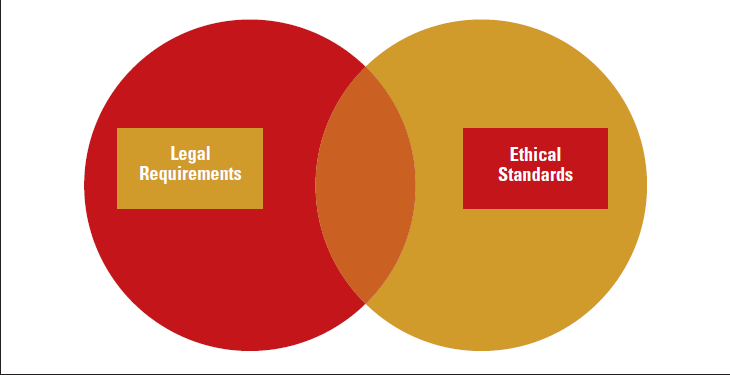 Legal
Requirements
Ethical
Standards